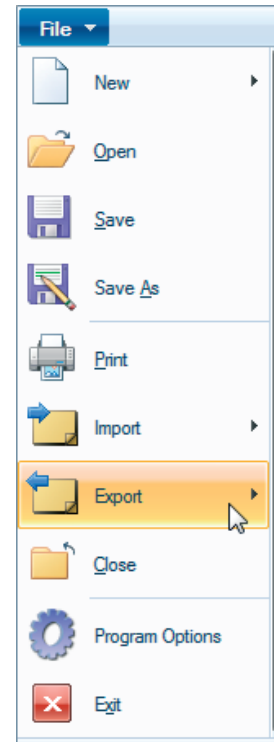 File
New
Open
Save
Save As
Print
Import
Export
Close
Program Options
Exit